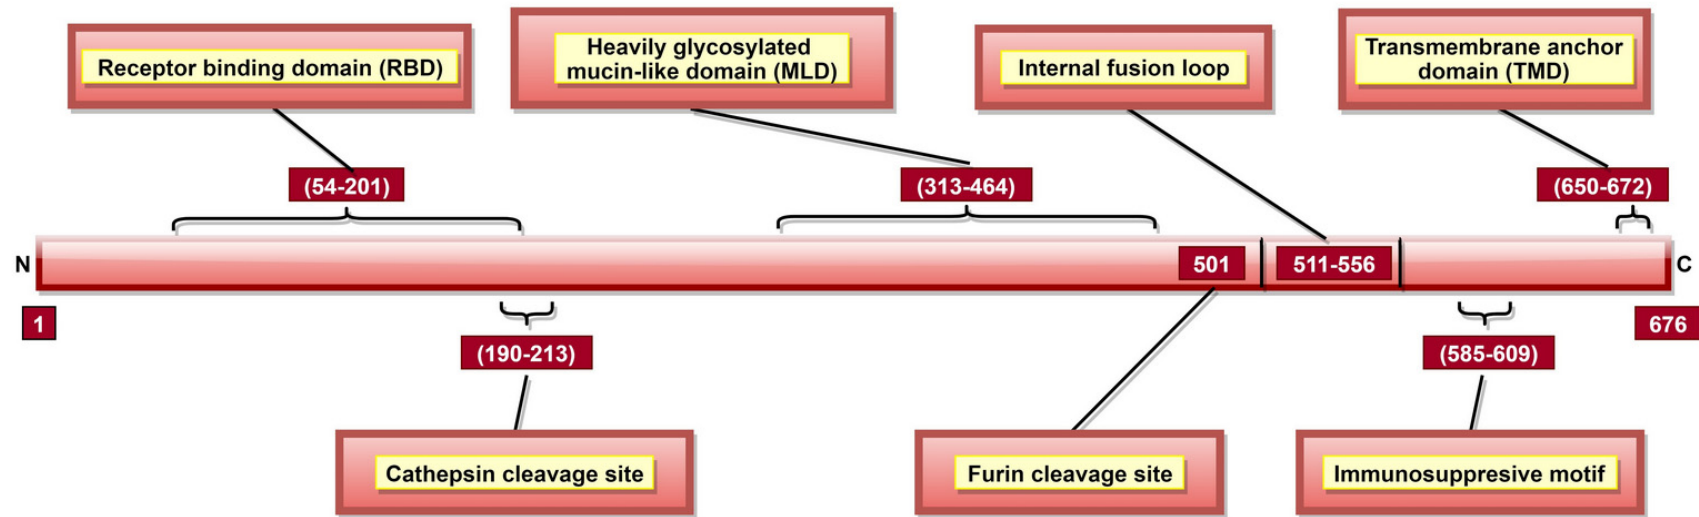 Receptor binding domain (RBD)
Heavily glycosylated
mucin-like domain (MLD)
Internal fusion loop
Transmembrane anchor
domain (TMD)
(54-201)
(313-464)
(650-672)
N
501
511-556
C
1
676
(190-213)
(585-609)
Cathepsin cleavage site
Furin cleavage site
Immunosuppresive motif